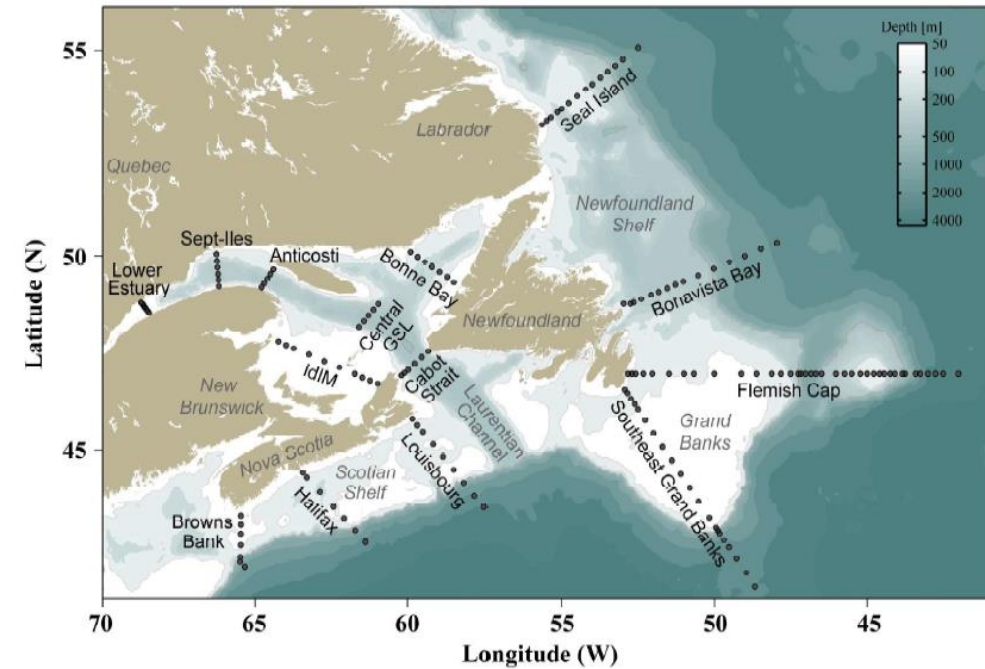 Depth [m]
50
100
200
500
1000
2000
4000
55
50
45
Latitude (N)
Seal Island
Labrador
Quebec
Newfoundland
Shelf
Sept-Iles
Anticosti
Lower
Estuary
Bonne Bay
Bonavista Bay
Central
GSL
Newfoundland
IdlM
Cabot
Strait
Flemish Cap
New
Brunswick
Laurentian
Channel
Southeast Grand Banks
Grand
Banks
Louisbourg
Nova Scotia
Scotian
Shelf
Halifax
Browns
Bank
70
65
60
55
50
45
Longitude (W)